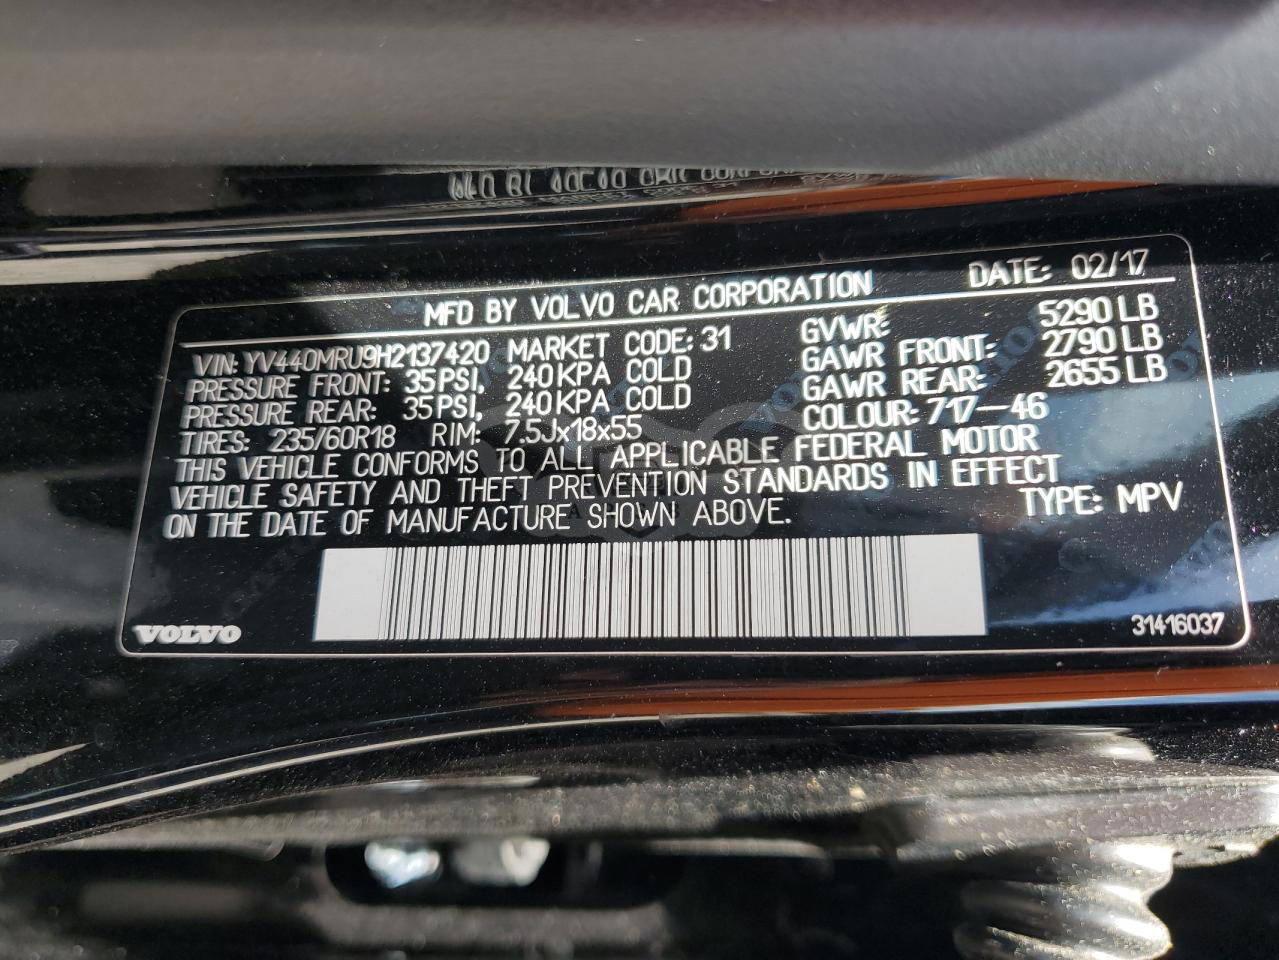 MFD BY VOLVO CAR CORPORATION DATE: 02/17
VIN: YV440MRU9H2137420 MARKET CODE: 31 GVWR: 5290 LB
PRESSURE FRONT: 35 PSI, 240 KPA COLD GAWR FRONT: 2790 LB
PRESSURE REAR: 35 PSI, 240 KPA COLD GAWR REAR: 2655 LB
TIRES: 235/60R18 RIM: 7.5Jx18x55 COLOUR: 717-46
THIS VEHICLE CONFORMS TO ALL APPLICABLE FEDERAL MOTOR
VEHICLE SAFETY AND THEFT PREVENTION STANDARDS IN EFFECT
ON THE DATE OF MANUFACTURE SHOWN ABOVE. TYPE: MPV
VOLVO 31416037